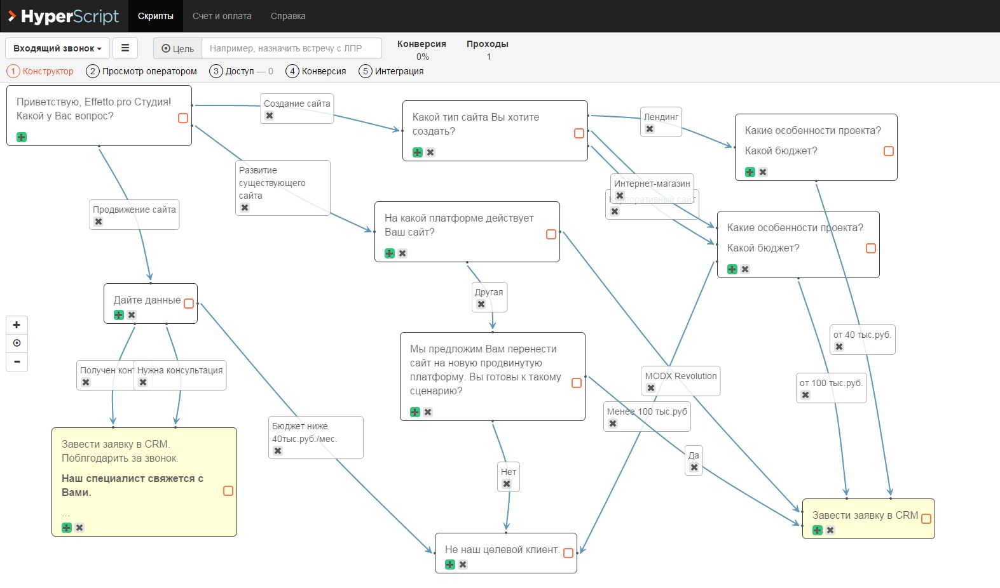 HyperScript
Скрипты
Счет и оплата
Справка
Входящий звонок
Цель
Например, назначить встречу с ЛПР
Конверсия
0%
Проходы
1
1 Конструктор
2 Просмотр оператором
3 Доступ — 0
4 Конверсия
5 Интеграция
Приветствую, Effetto.pro Студия!
Какой у Вас вопрос?
Создание сайта
Какой тип сайта Вы хотите
создать?
Лендинг
Какие особенности проекта?
Какой бюджет?
Развитие
существующего
сайта
Интернет-магазин
Корпоративный сайт
Продвижение сайта
На какой платформе действует
Ваш сайт?
Какие особенности проекта?
Какой бюджет?
Другая
Дайте данные
от 40 тыс.руб.
Мы предложим Вам перенести
сайт на новую продвинутую
платформу. Вы готовы к такому
сценарию?
Получен конт
Нужна консультация
MODX Revolution
от 100 тыс.руб.
Менее 100 тыс.руб
Бюджет ниже
40тыс.руб./мес.
Завести заявку в CRM.
Поблгодарить за звонок.
Наш специалист свяжется с
Вами.
...
Да
Нет
Завести заявку в CRM
Не наш целевой клиент.